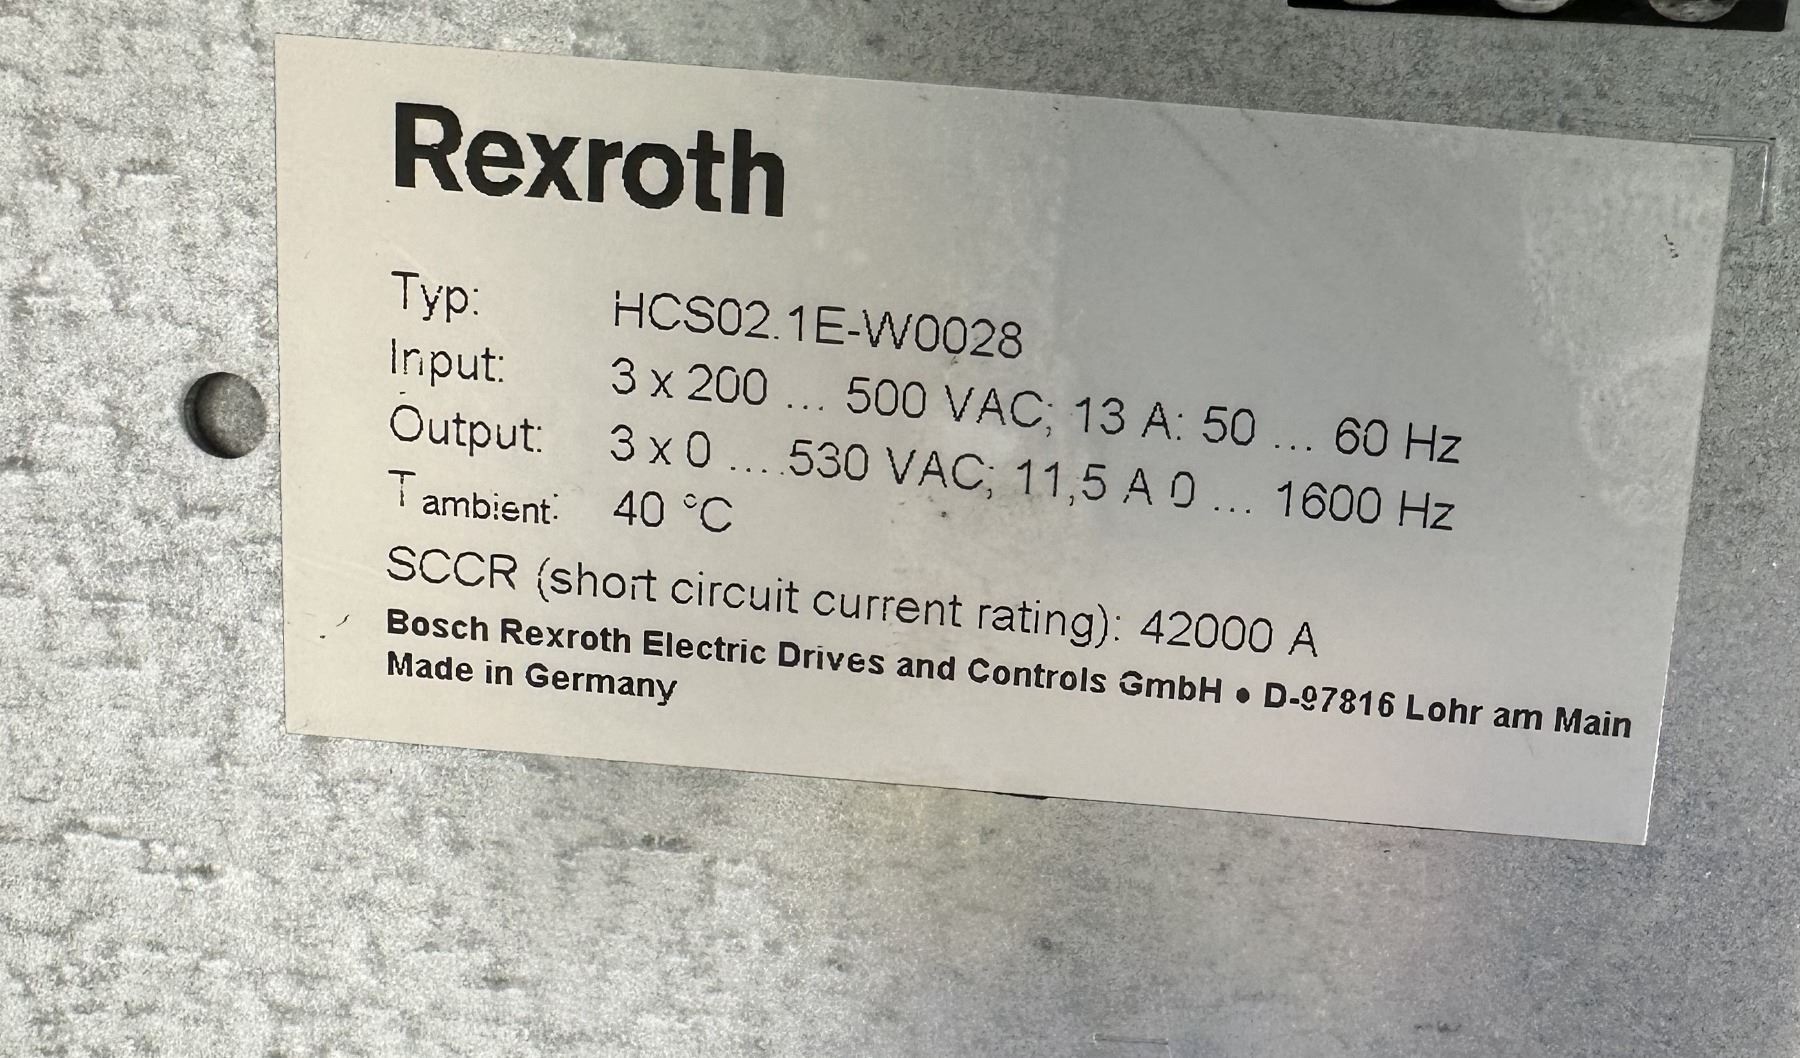 Rexroth
Typ: HCS02.1E-W0028
Input: 3 x 200 ... 500 VAC; 13 A: 50 ... 60 Hz
Output: 3 x 0 ....530 VAC; 11,5 A 0 ... 1600 Hz
T ambient: 40 °C
SCCR (short circuit current rating): 42000 A
Bosch Rexroth Electric Drives and Controls GmbH • D-97816 Lohr am Main
Made in Germany